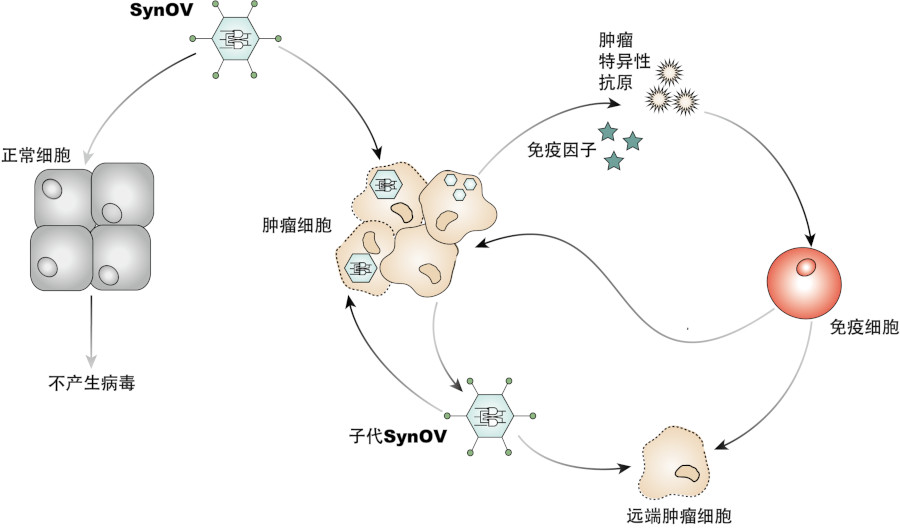 SynOV
正常细胞
不产生病毒
肿瘤细胞
肿瘤
特异性
抗原
免疫因子
免疫细胞
子代SynOV
远端肿瘤细胞